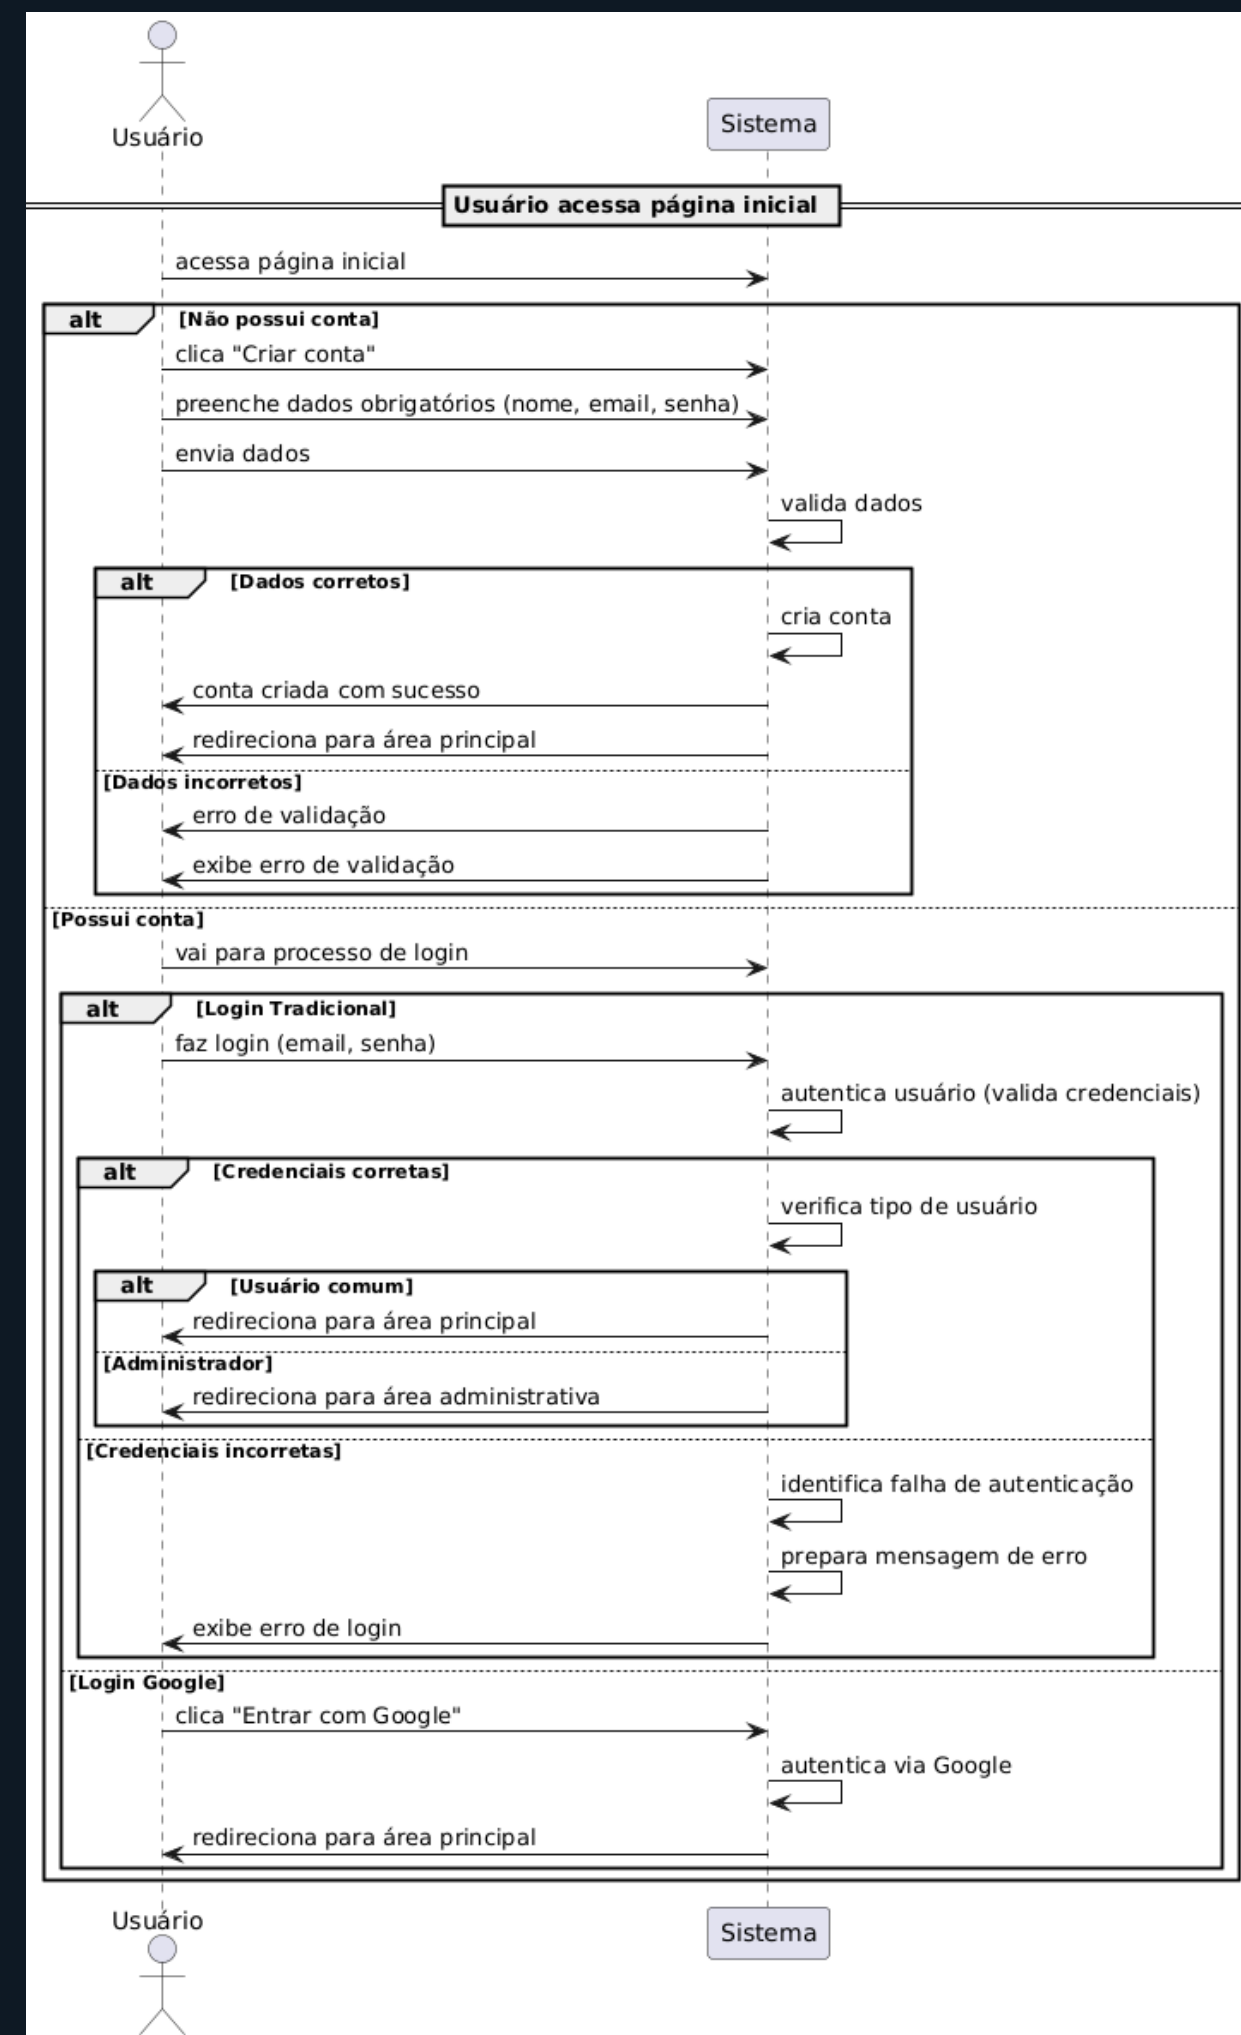 Usuário
Sistema
Usuário acessa página inicial
acessa página inicial
alt [Não possui conta]
clica "Criar conta"
preenche dados obrigatórios (nome, email, senha)
envia dados
valida dados
alt [Dados corretos]
cria conta
conta criada com sucesso
redireciona para área principal
[Dados incorretos]
erro de validação
exibe erro de validação
[Possui conta]
vai para processo de login
alt [Login Tradicional]
faz login (email, senha)
autentica usuário (valida credenciais)
alt [Credenciais corretas]
verifica tipo de usuário
alt [Usuário comum]
redireciona para área principal
[Administrador]
redireciona para área administrativa
[Credenciais incorretas]
identifica falha de autenticação
prepara mensagem de erro
exibe erro de login
[Login Google]
clica "Entrar com Google"
autentica via Google
redireciona para área principal
Usuário
Sistema